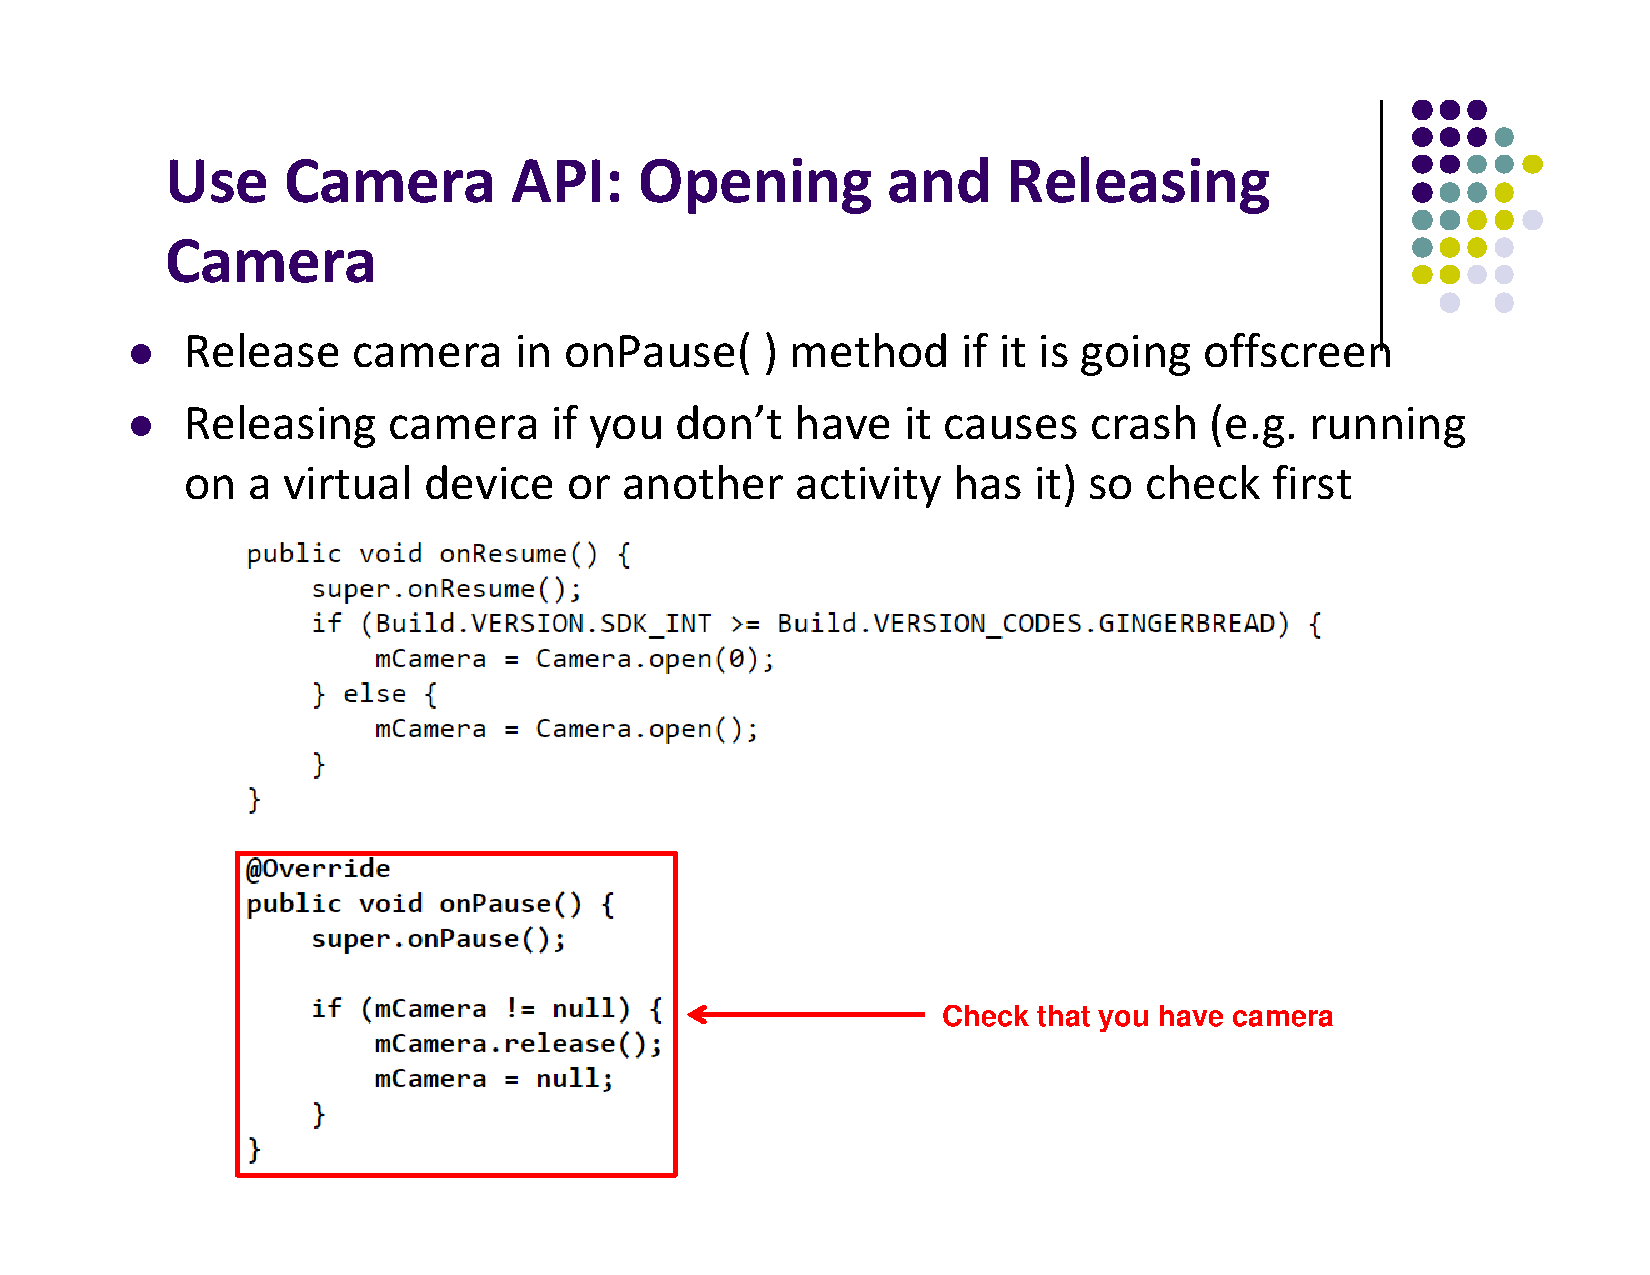 Use Camera API: Opening and Releasing
Camera
● Release camera in onPause( ) method if it is going offscreen
● Releasing camera if you don’t have it causes crash (e.g. running
on a virtual device or another activity has it) so check first
public void onResume() {
    super.onResume();
    if (Build.VERSION.SDK_INT >= Build.VERSION_CODES.GINGERBREAD) {
        mCamera = Camera.open(0);
    } else {
        mCamera = Camera.open();
    }
}
@Override
public void onPause() {
    super.onPause();
    if (mCamera != null) {
Check that you have camera
        mCamera.release();
        mCamera = null;
    }
}